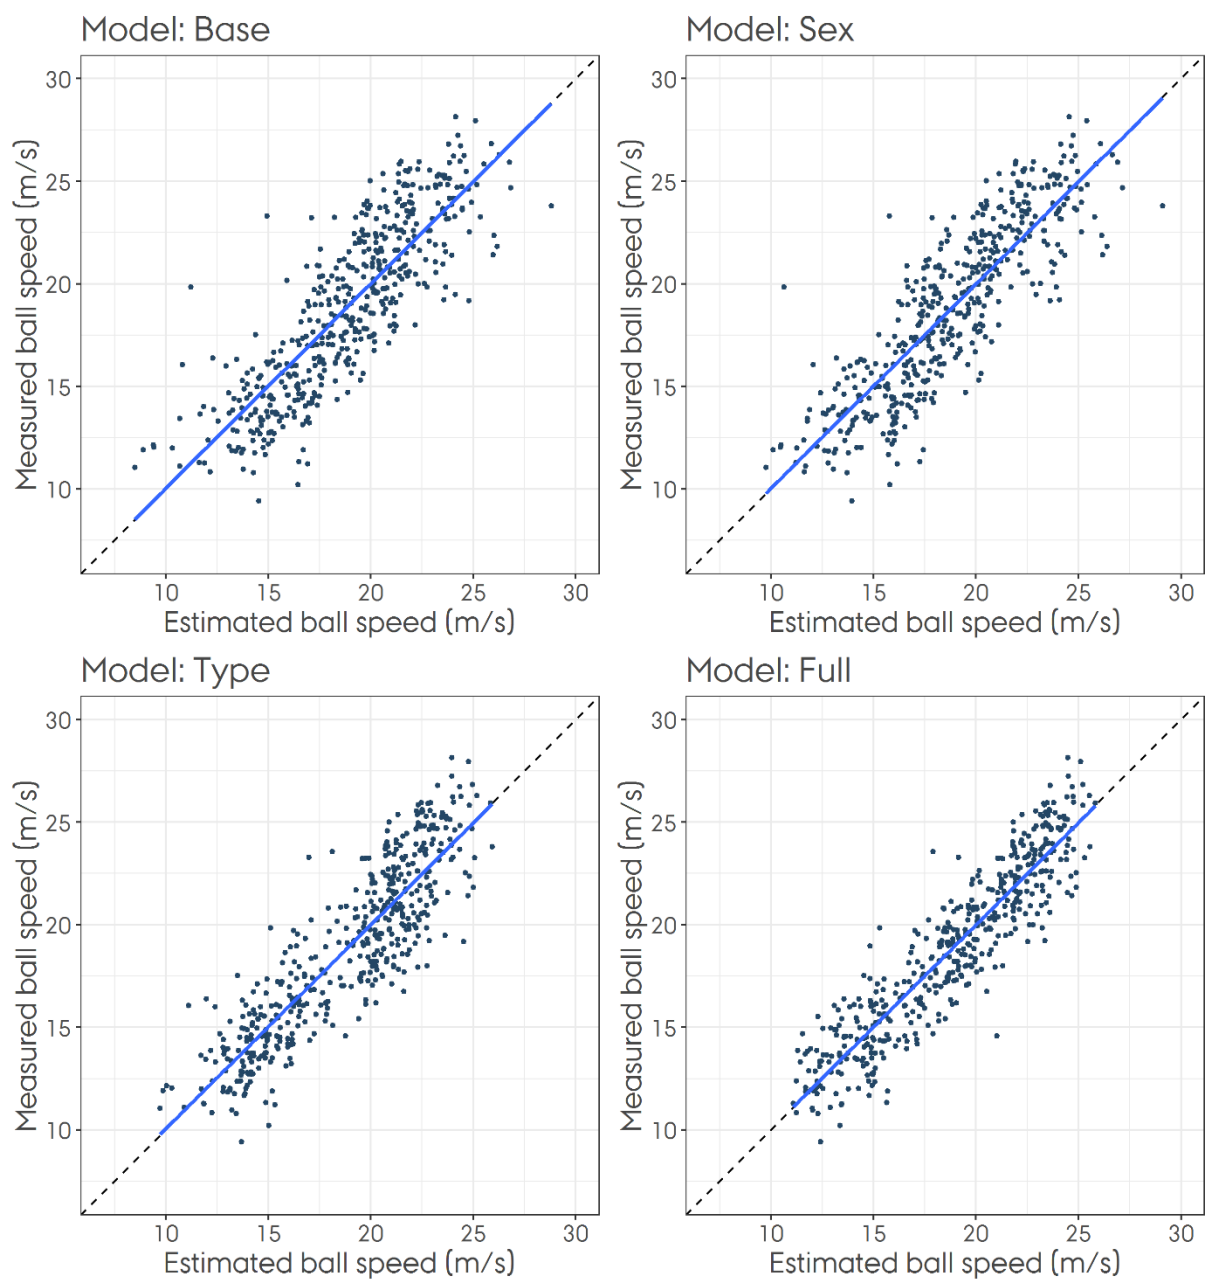 Model: Base
30
25
20
15
10
Measured ball speed (m/s)
10 15 20 25 30
Estimated ball speed (m/s)
Model: Sex
30
25
20
15
10
Measured ball speed (m/s)
10 15 20 25 30
Estimated ball speed (m/s)
Model: Type
30
25
20
15
10
Measured ball speed (m/s)
10 15 20 25 30
Estimated ball speed (m/s)
Model: Full
30
25
20
15
10
Measured ball speed (m/s)
10 15 20 25 30
Estimated ball speed (m/s)